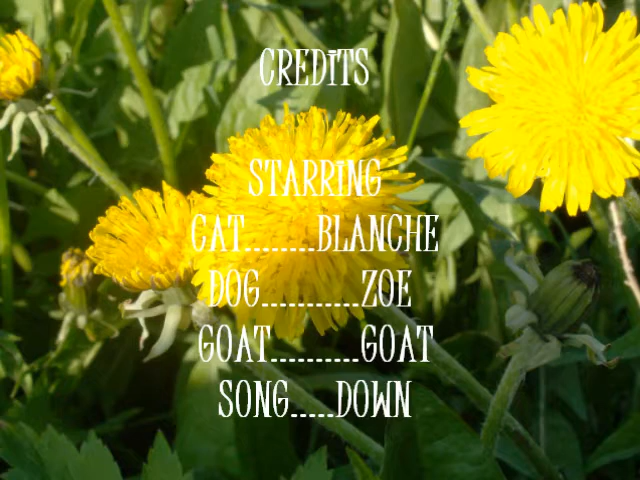 CREDITS
STARRING
CAT........BLANCHE
DOG...........ZOE
GOAT..........GOAT
SONG.....DOWN